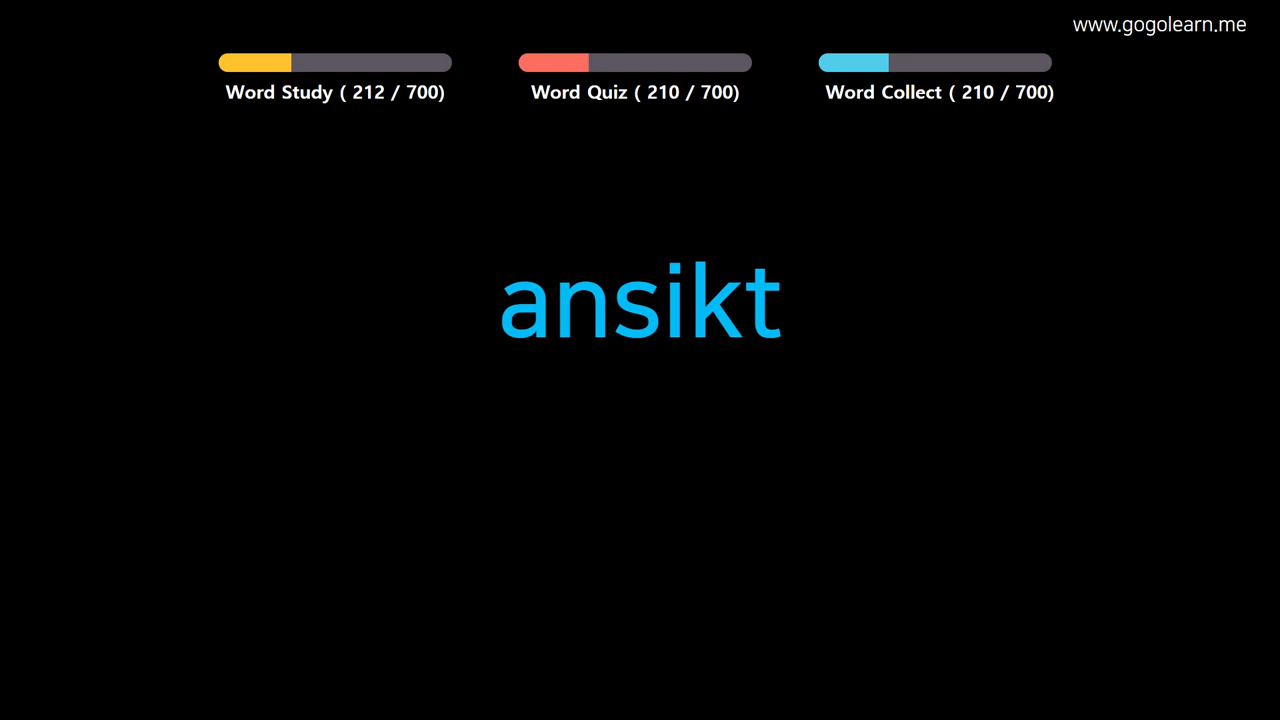 www.gogolearn.me
Word Study ( 212 / 700)
Word Quiz ( 210 / 700)
Word Collect ( 210 / 700)
ansikt